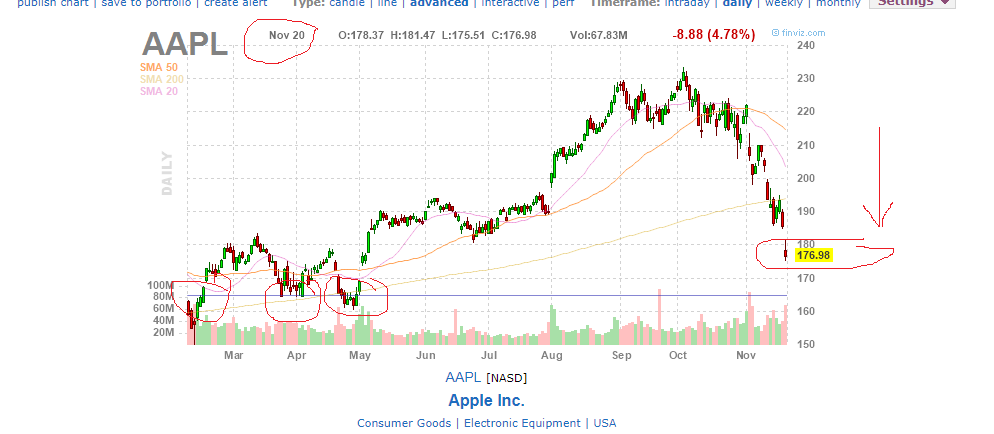 publish chart | save to portfolio | create alert Type: candle | line | advanced | interactive | perf Timeframe: intraday | daily | weekly | monthly Settings
AAPL Nov 20 O:178.37 H:181.47 L:175.51 C:176.98 Vol:67.83M -8.88 (4.78%) © finviz.com
240
SMA 50
SMA 200
SMA 20
230
220
210
DAILY
200
190
180
176.98
170
100M
80M
60M
40M
20M
160
150
Mar Apr May Jun Jul Aug Sep Oct Nov
AAPL [NASD]
Apple Inc.
Consumer Goods | Electronic Equipment | USA